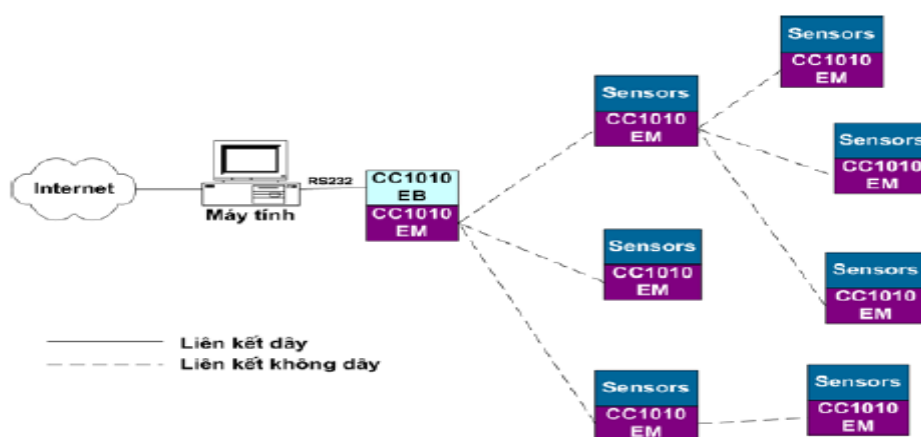 Internet
Máy tính
RS232
CC1010
EB
CC1010
EM
Sensors
CC1010
EM
Sensors
CC1010
EM
Sensors
CC1010
EM
Sensors
CC1010
EM
Sensors
CC1010
EM
Sensors
CC1010
EM
Sensors
CC1010
EM
Liên kết dây
Liên kết không dây